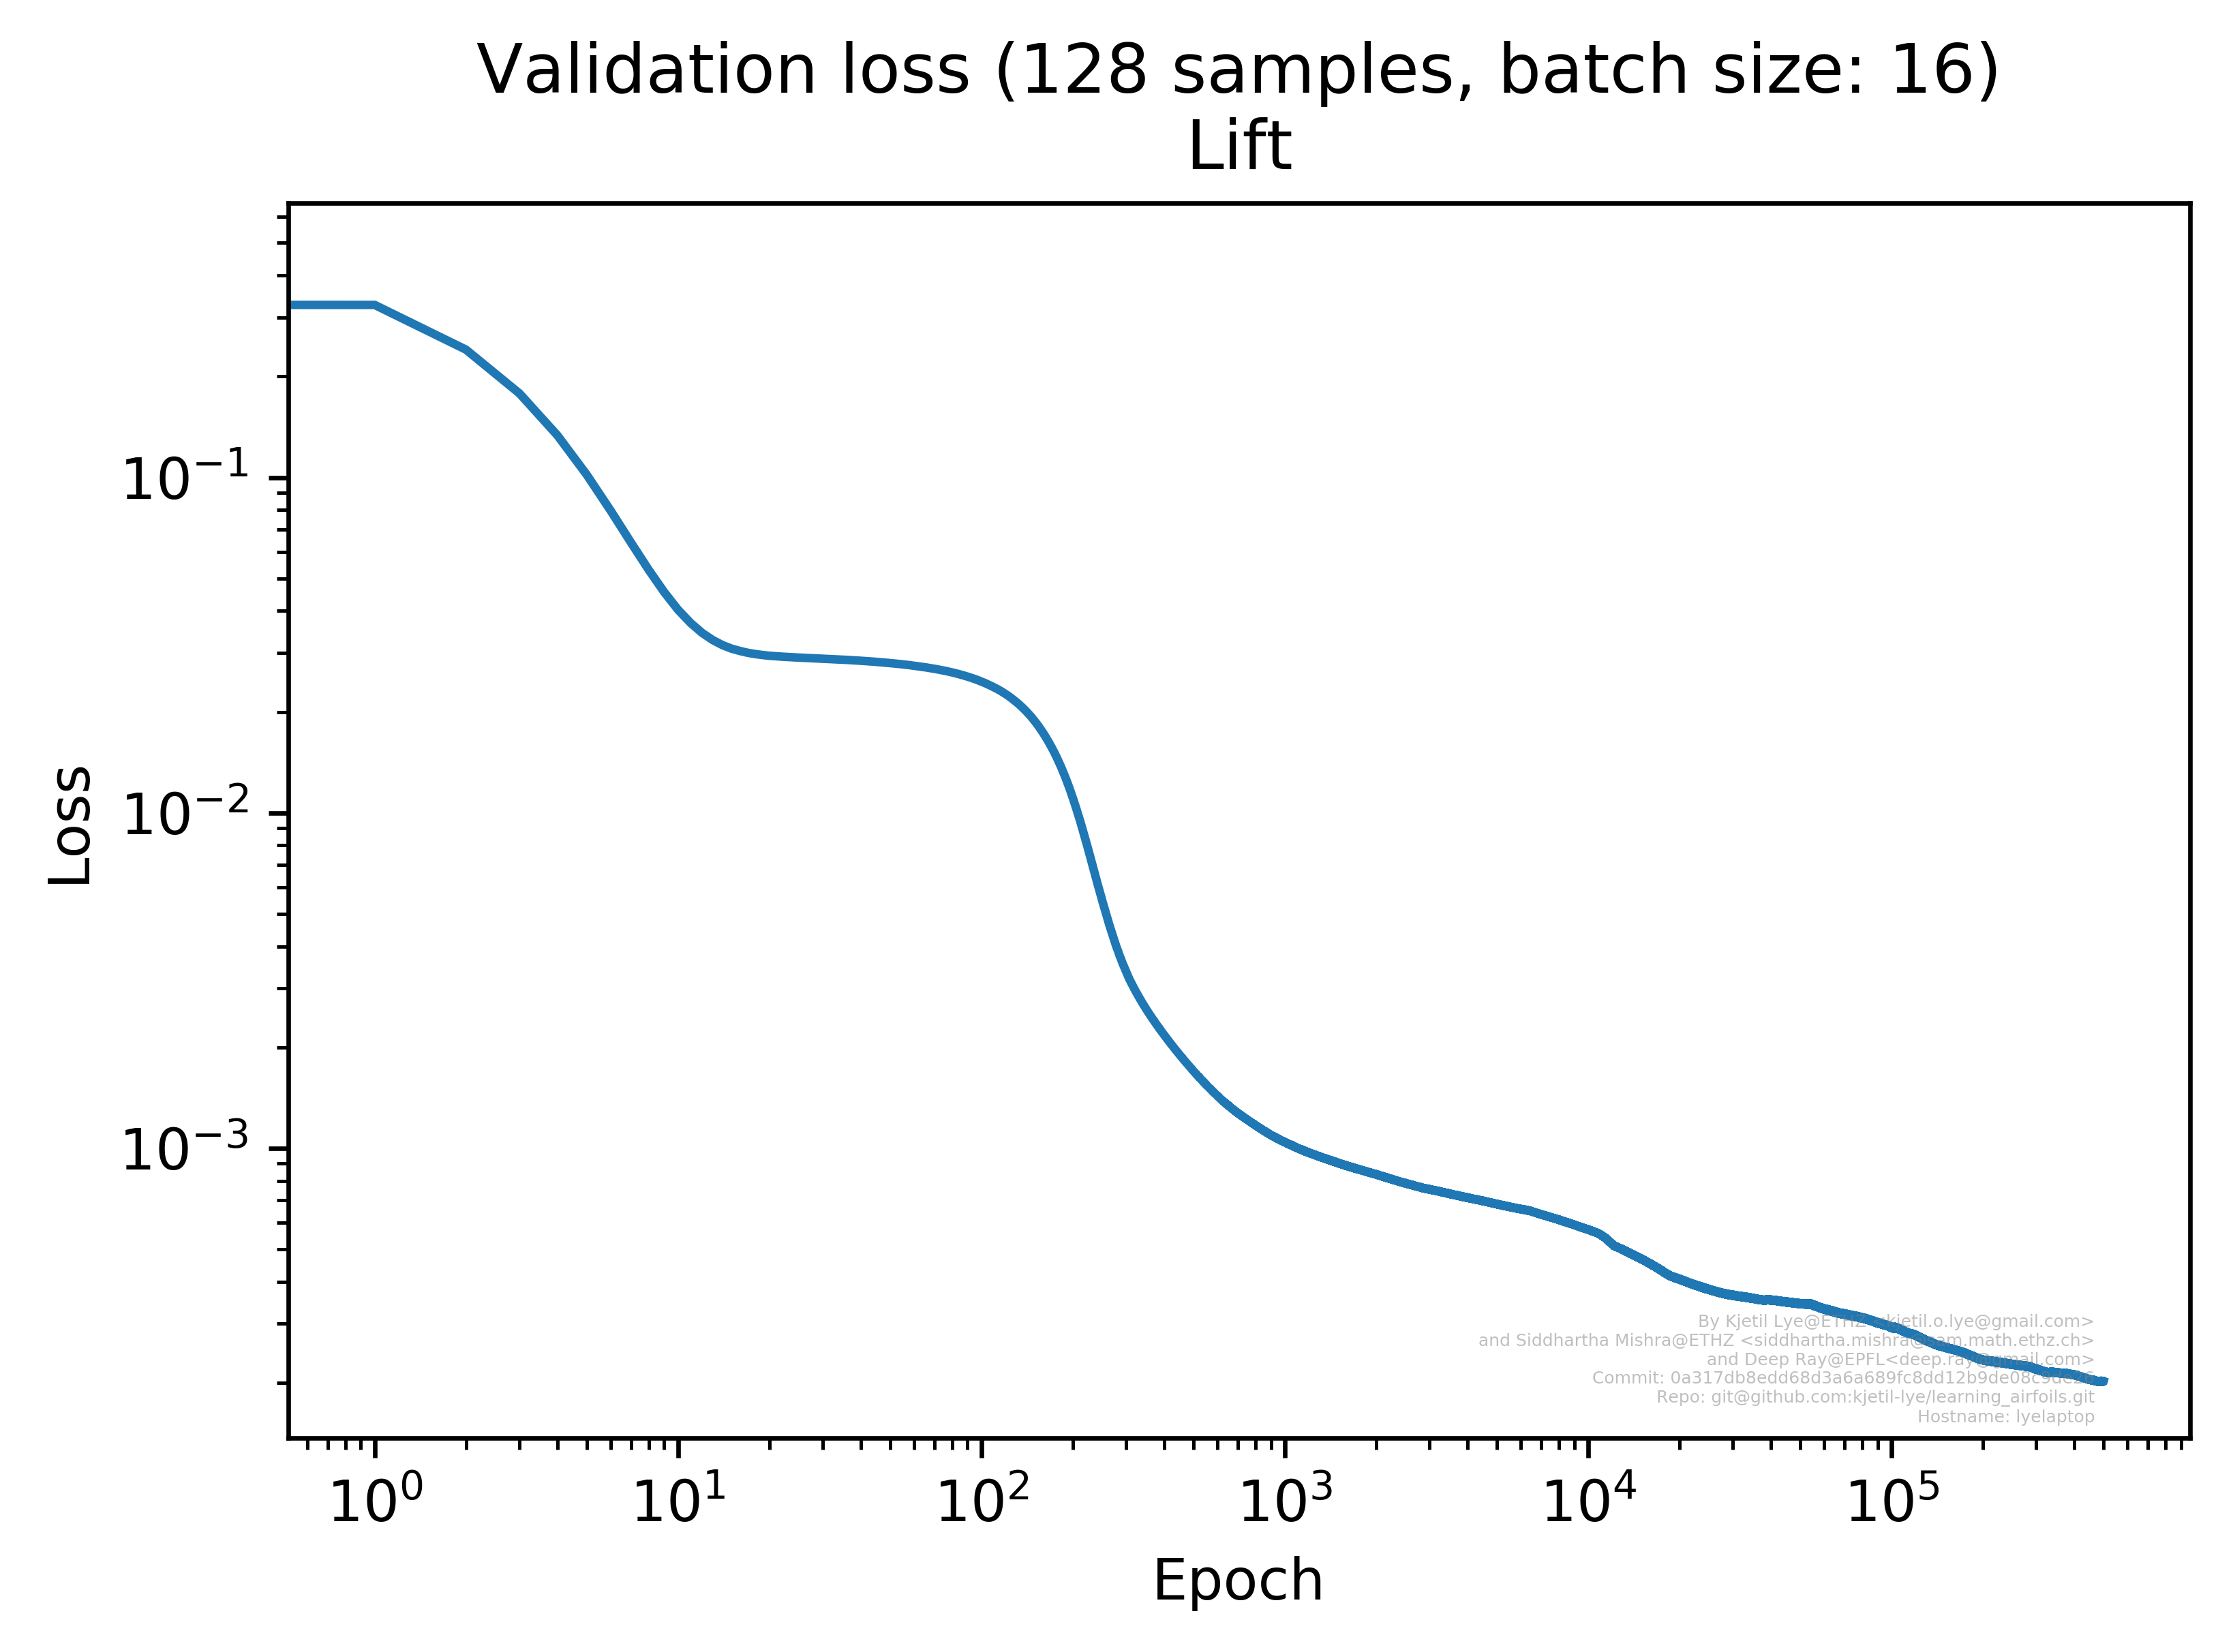 Validation loss (128 samples, batch size: 16)
Lift
10⁻¹
10⁻²
10⁻³
Loss
10⁰ 10¹ 10² 10³ 10⁴ 10⁵
Epoch
By Kjetil Lye@ETHZ <kjetil.o.lye@gmail.com>
and Siddhartha Mishra@ETHZ <siddhartha.mishra@sam.math.ethz.ch>
and Deep Ray@EPFL<deep.ray@gmail.com>
Commit:
Repo: git@github.com:kjetil-lye/learning_airfoils.git
Hostname: lyelaptop